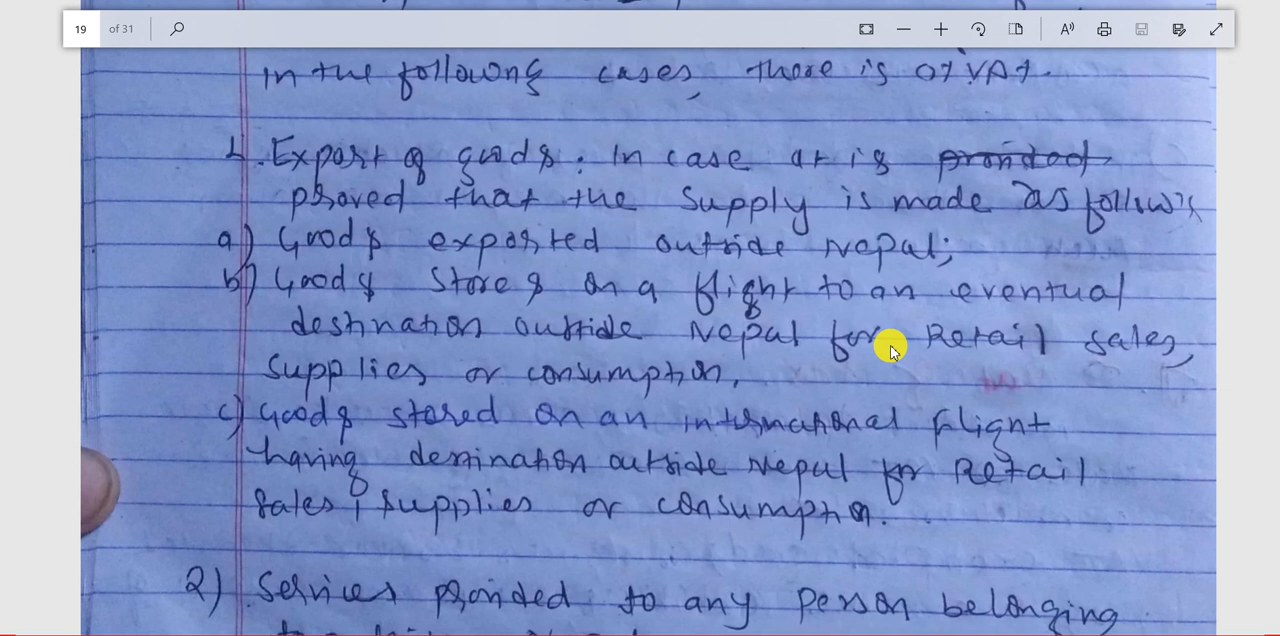 19 of 31
In the following cases, there is 0% VAT.
1. Export of goods: In case it is provided
proved that the supply is made as follows
a) Goods exported outside Nepal;
b) Goods stores on a flight to an eventual
destination outside Nepal for Retail sales,
supplies or consumption.
c) Goods stored on an international flight
having destination outside Nepal for Retail
sales, supplies or consumption.
2) Services provided to any person belonging